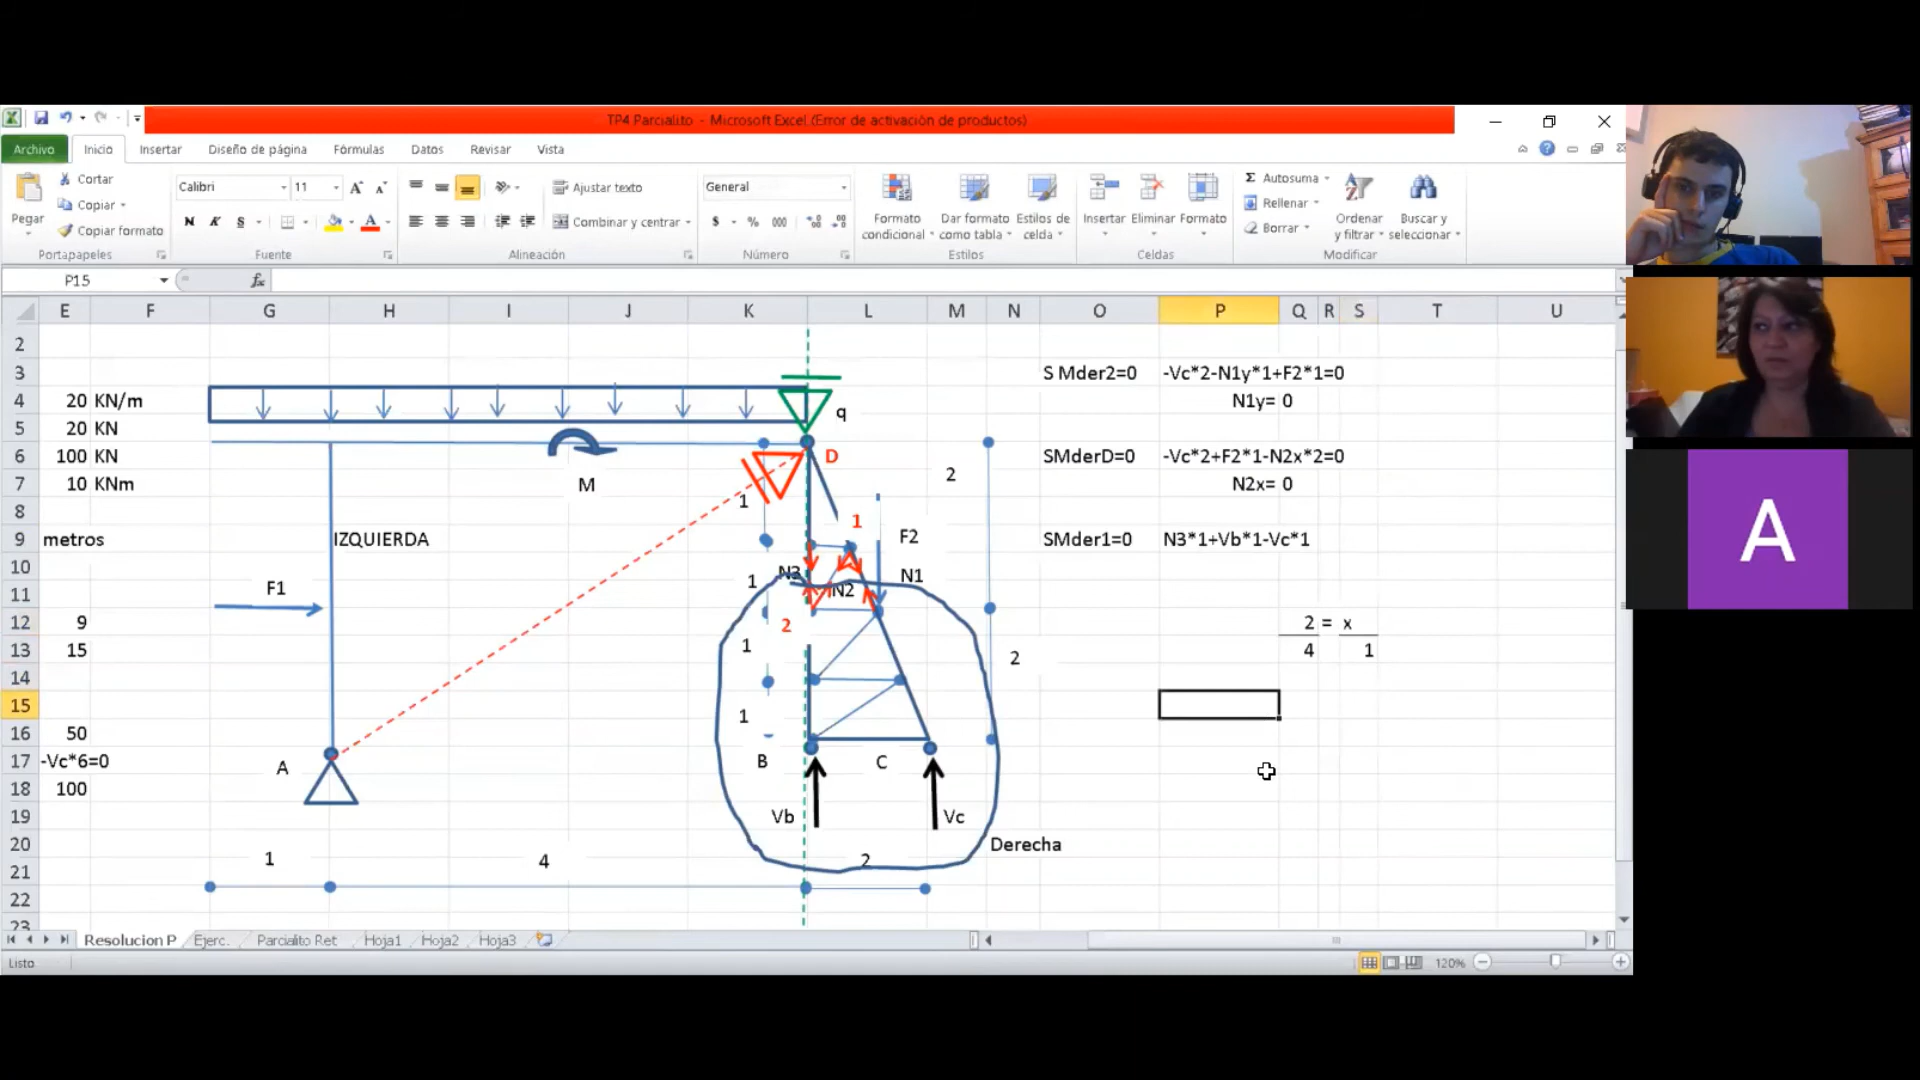 TP4 Parcialito - Microsoft Excel (Error de activación de productos)
Archivo Inicio Insertar Diseño de página Fórmulas Datos Revisar Vista
Pegar
Cortar
Copiar
Copiar formato
Portapapeles
Calibri 11
N K S
Fuente
Ajustar texto
Combinar y centrar
Alineación
General
$ % 000
Número
Formato condicional
Dar formato como tabla
Estilos de celda
Estilos
Insertar Eliminar Formato
Celdas
Autosuma
Rellenar
Borrar
Ordenar y filtrar
Buscar y seleccionar
Modificar
P15 fx
E F G H I J K L M N O P Q R S T U
2
3 S Mder2=0 -Vc*2-N1y*1+F2*1=0
4 20 KN/m q N1y= 0
5 20 KN
6 100 KN D SMderD=0 -Vc*2+F2*1-N2x*2=0
7 10 KNm M 1 2 N2x= 0
8
9 metros IZQUIERDA 1 F2 SMder1=0 N3*1+Vb*1-Vc*1
10 1 N3 N1
11 F1 N2
12 9 2 2 = x
13 15 1 2 4 1
14
15
16 50 1
17 -Vc*6=0 A B C
18 100
19 Vb Vc
20 Derecha
21 1 4 2
22
23
Resolucion P Ejerc. Parcialito Ret Hoja1 Hoja2 Hoja3
Listo 120%
A